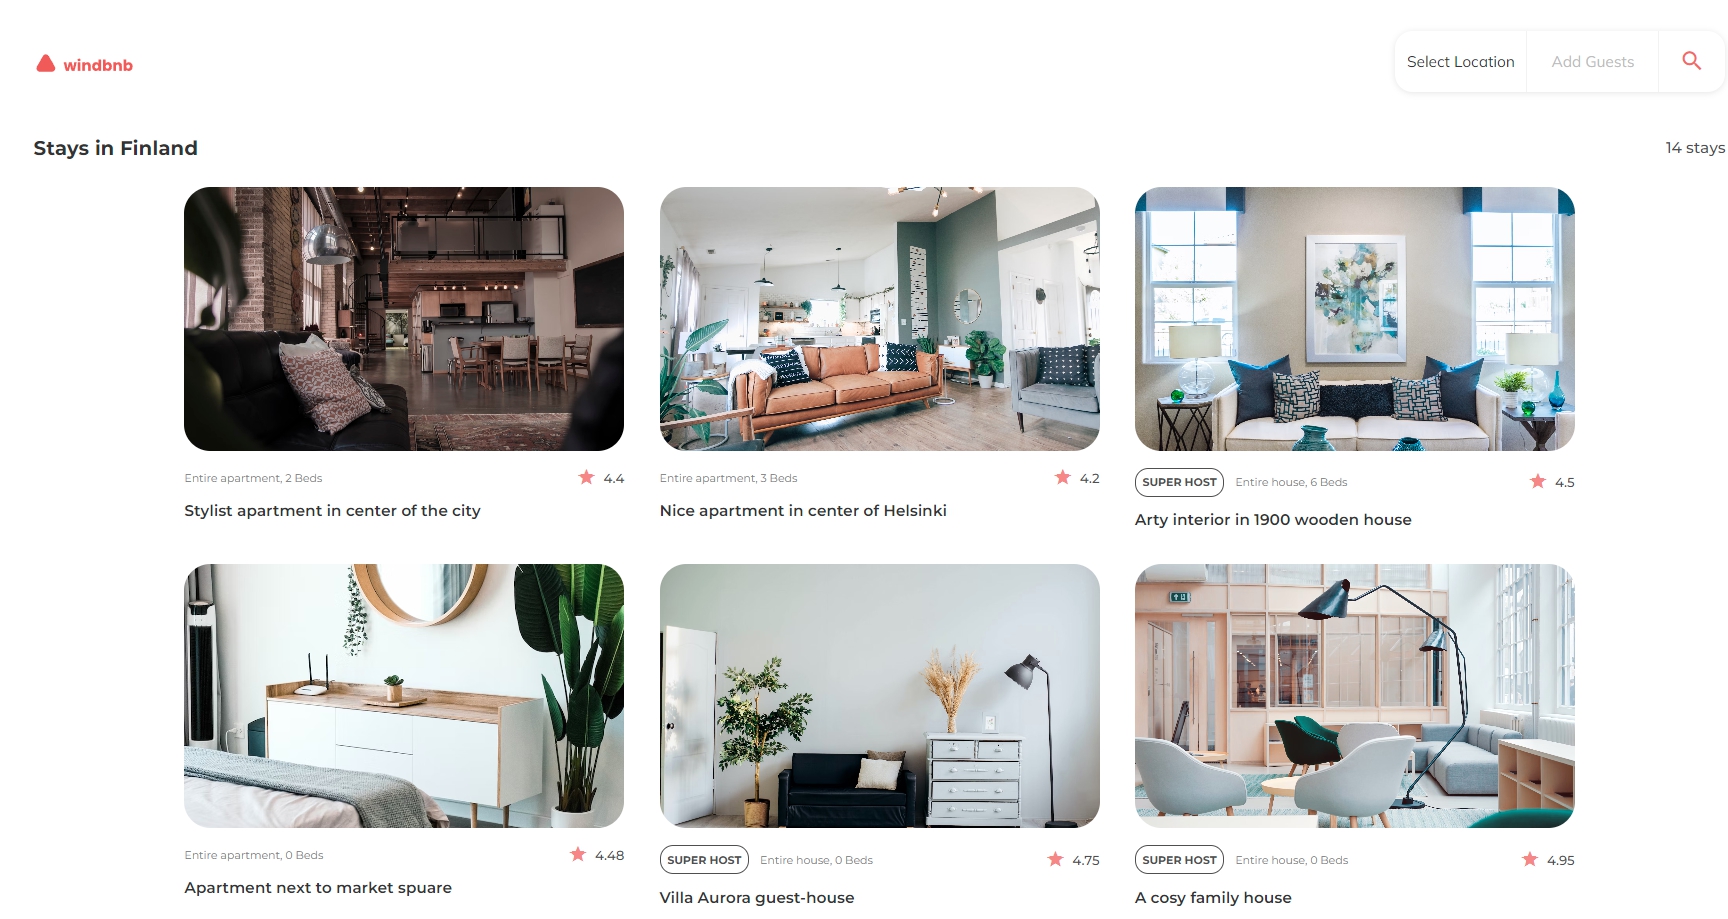 windbnb
Select Location
Add Guests
Stays in Finland
14 stays
Entire apartment, 2 Beds
4.4
Stylist apartment in center of the city
Entire apartment, 3 Beds
4.2
Nice apartment in center of Helsinki
SUPER HOST
Entire house, 6 Beds
4.5
Arty interior in 1900 wooden house
Entire apartment, 0 Beds
4.48
Apartment next to market spuare
SUPER HOST
Entire house, 0 Beds
4.75
Villa Aurora guest-house
SUPER HOST
Entire house, 0 Beds
4.95
A cosy family house